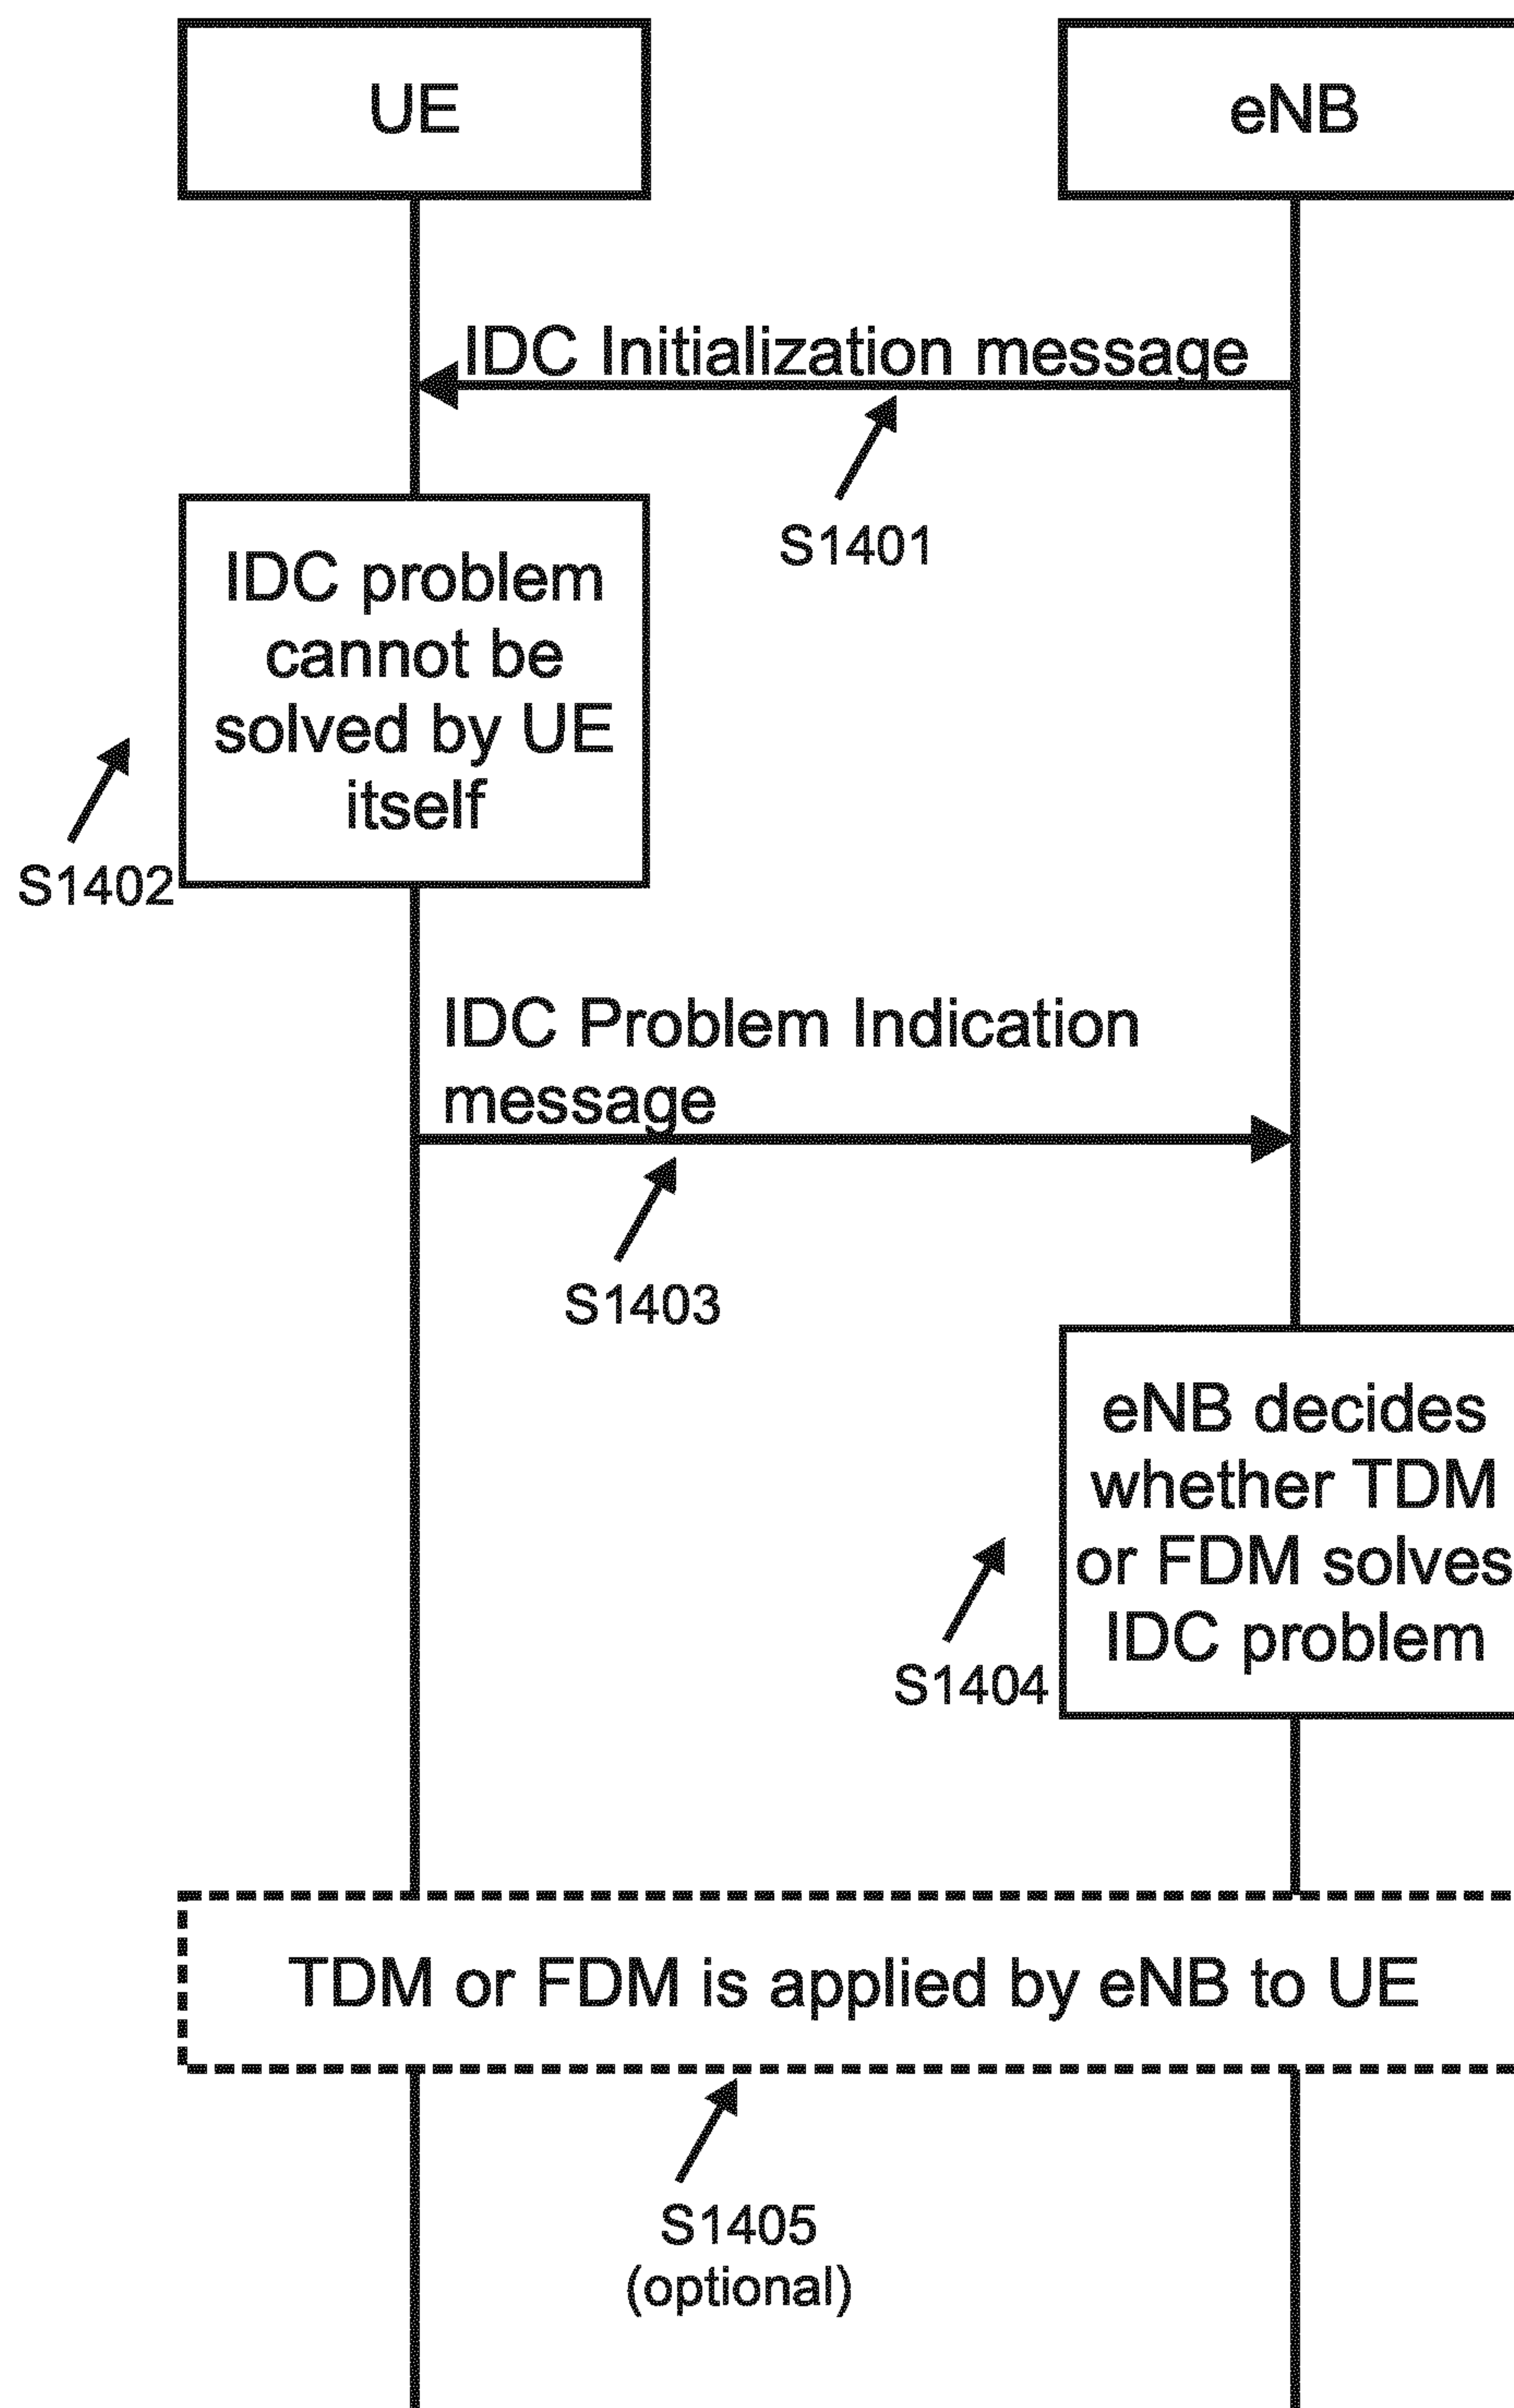 UE
eNB
IDC Initialization message
S1401
IDC problem
cannot be
solved by UE
itself
S1402
IDC Problem Indication
message
S1403
eNB decides
whether TDM
or FDM solves
IDC problem
S1404
TDM or FDM is applied by eNB to UE
S1405
(optional)